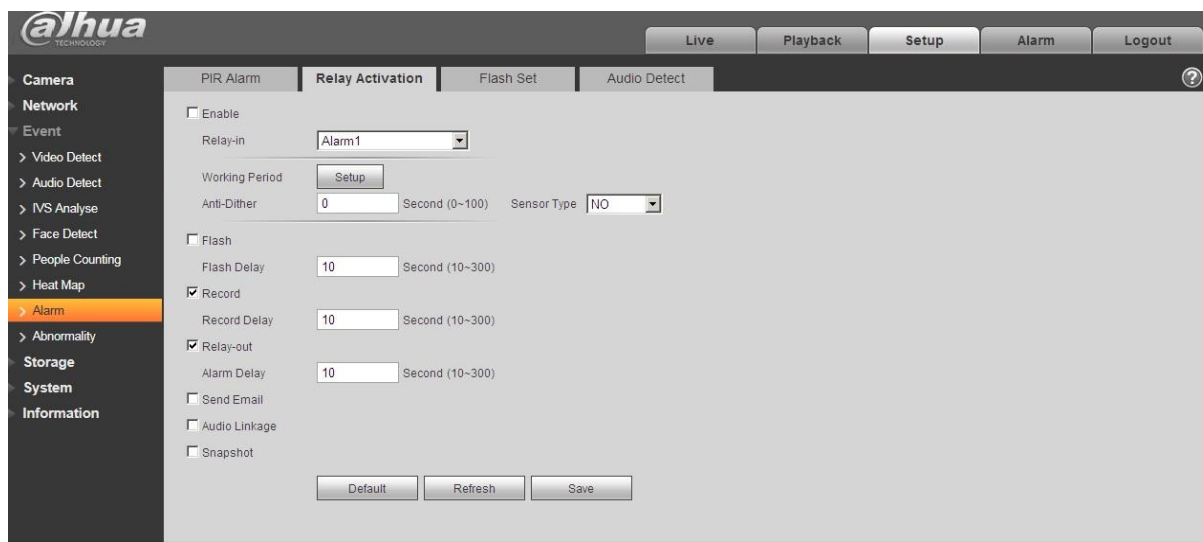 alhua
TECHNOLOGY
Live Playback Setup Alarm Logout
Camera
Network
Event
Video Detect
Audio Detect
IVS Analyse
Face Detect
People Counting
Heat Map
Alarm
Abnormality
Storage
System
Information
PIR Alarm Relay Activation Flash Set Audio Detect ?
Enable
Relay-in Alarm1
Working Period Setup
Anti-Dither 0 Second (0~100) Sensor Type NO
Flash
Flash Delay 10 Second (10~300)
Record
Record Delay 10 Second (10~300)
Relay-out
Alarm Delay 10 Second (10~300)
Send Email
Audio Linkage
Snapshot
Default Refresh Save